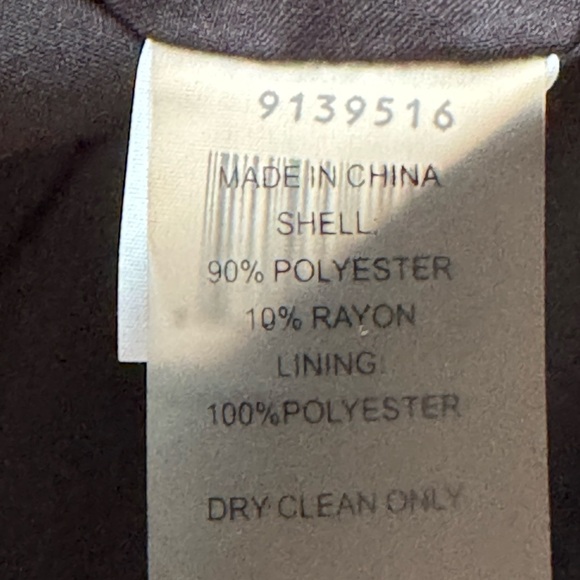 9139516
MADE IN CHINA
SHELL:
90% POLYESTER
10% RAYON
LINING:
100%POLYESTER
DRY CLEAN ONLY